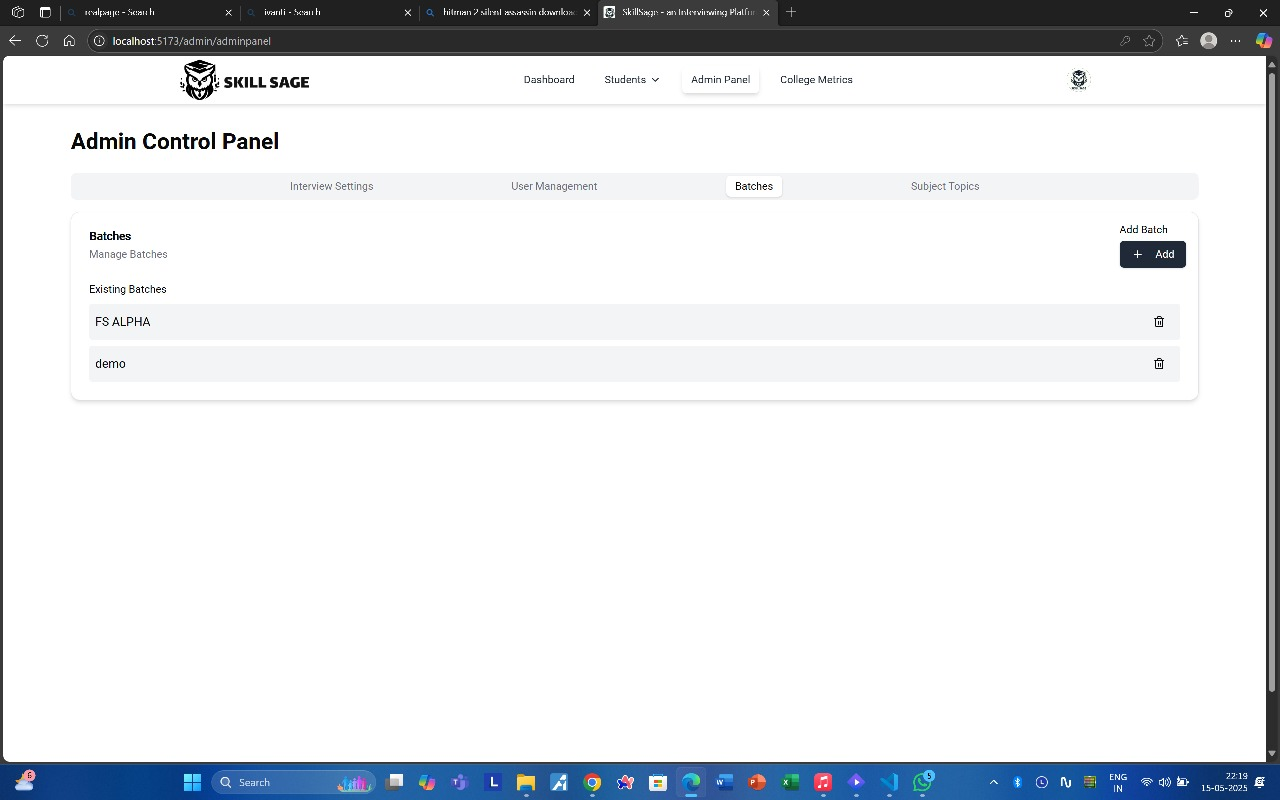 realpage - Search
ivanti - Search
hitman 2 silent assassin downloa
SkillSage - an Interviewing Platfo
localhost:5173/admin/adminpanel
SKILL SAGE
Dashboard
Students
Admin Panel
College Metrics
Admin Control Panel
Interview Settings
User Management
Batches
Subject Topics
Batches
Manage Batches
Add Batch
+ Add
Existing Batches
FS ALPHA
demo
6
Search
L
5
ENG
IN
22:19
15-05-2025